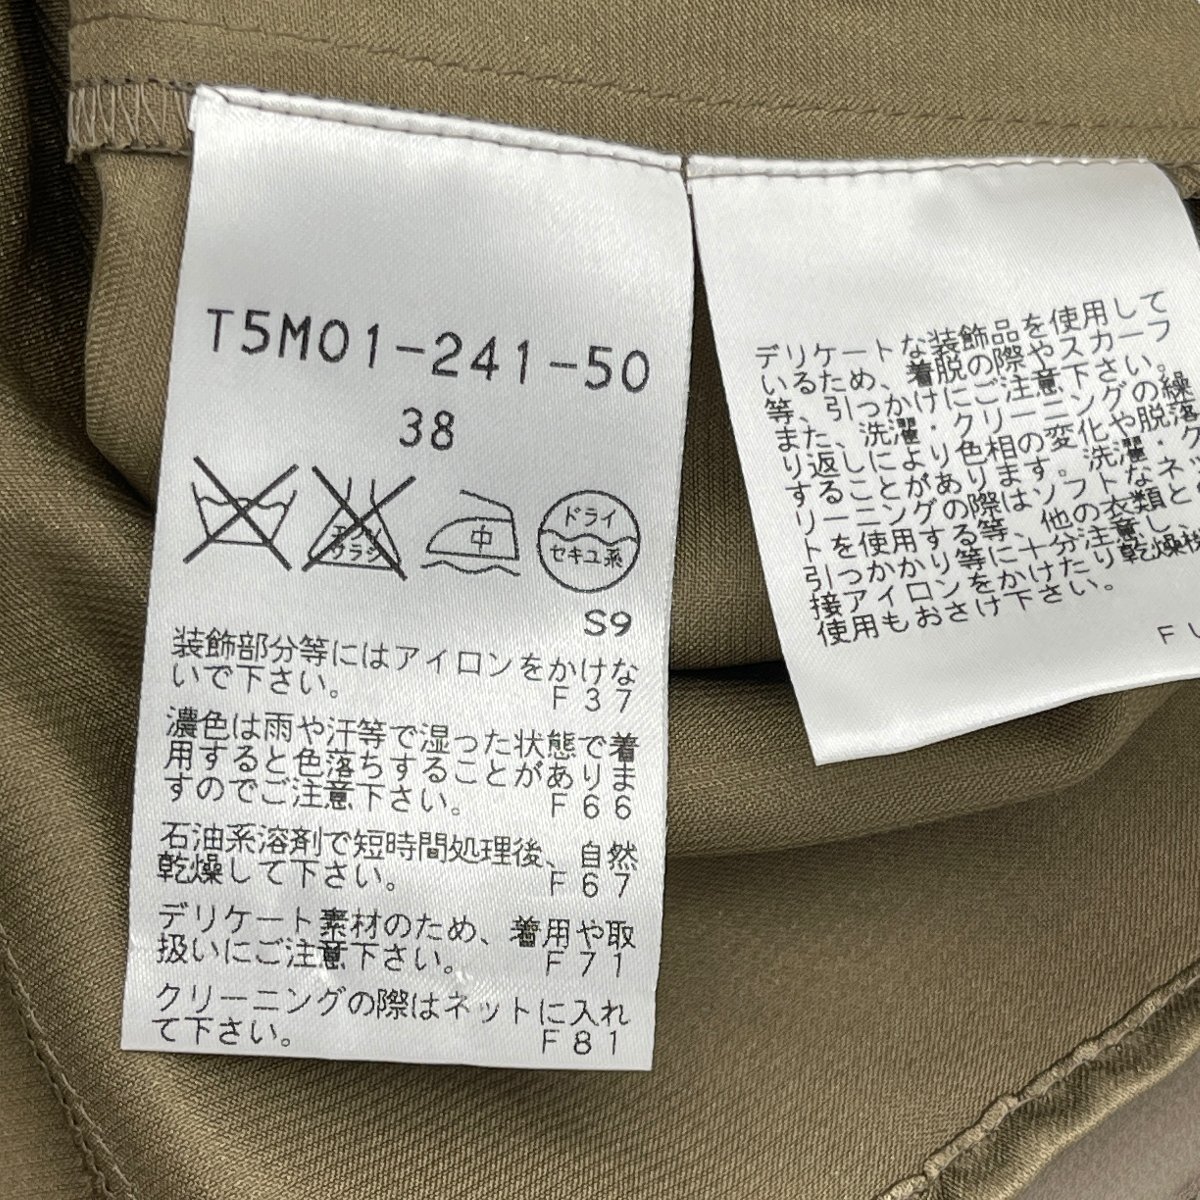 T5M01-241-50
38
エンソ
サラシ
中
ドライ
セキユ系
S9
装飾部分等にはアイロンをかけな
いで下さい。 F37
濃色は雨や汗等で湿った状態で着
用すると色落ちすることがありま
すのでご注意下さい。 F66
石油系溶剤で短時間処理後、自然
乾燥して下さい。 F67
デリケート素材のため、着用や取
扱いにご注意下さい。 F71
クリーニングの際はネットに入れ
て下さい。 F81
デリケートな装飾品を使用して
いるため、着脱の際やスカーフ
等、引っかけにご注意下さい。
また、洗濯・クリーニングの繰
り返しにより色相の変化や脱落
することがあります。洗濯・ク
リーニングの際はソフトなネッ
トを使用する等、他の衣類との
引っかかり等に十分注意し、
接アイロンをかけたり乾燥機
使用もおさけ下さい。
F